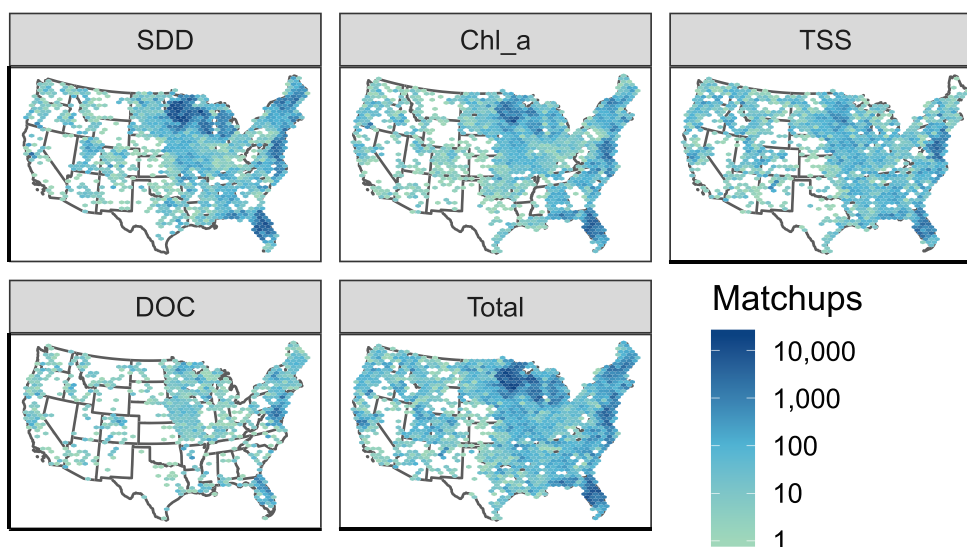 SDD
Chl_a
TSS
DOC
Total
Matchups
10,000
1,000
100
10
1